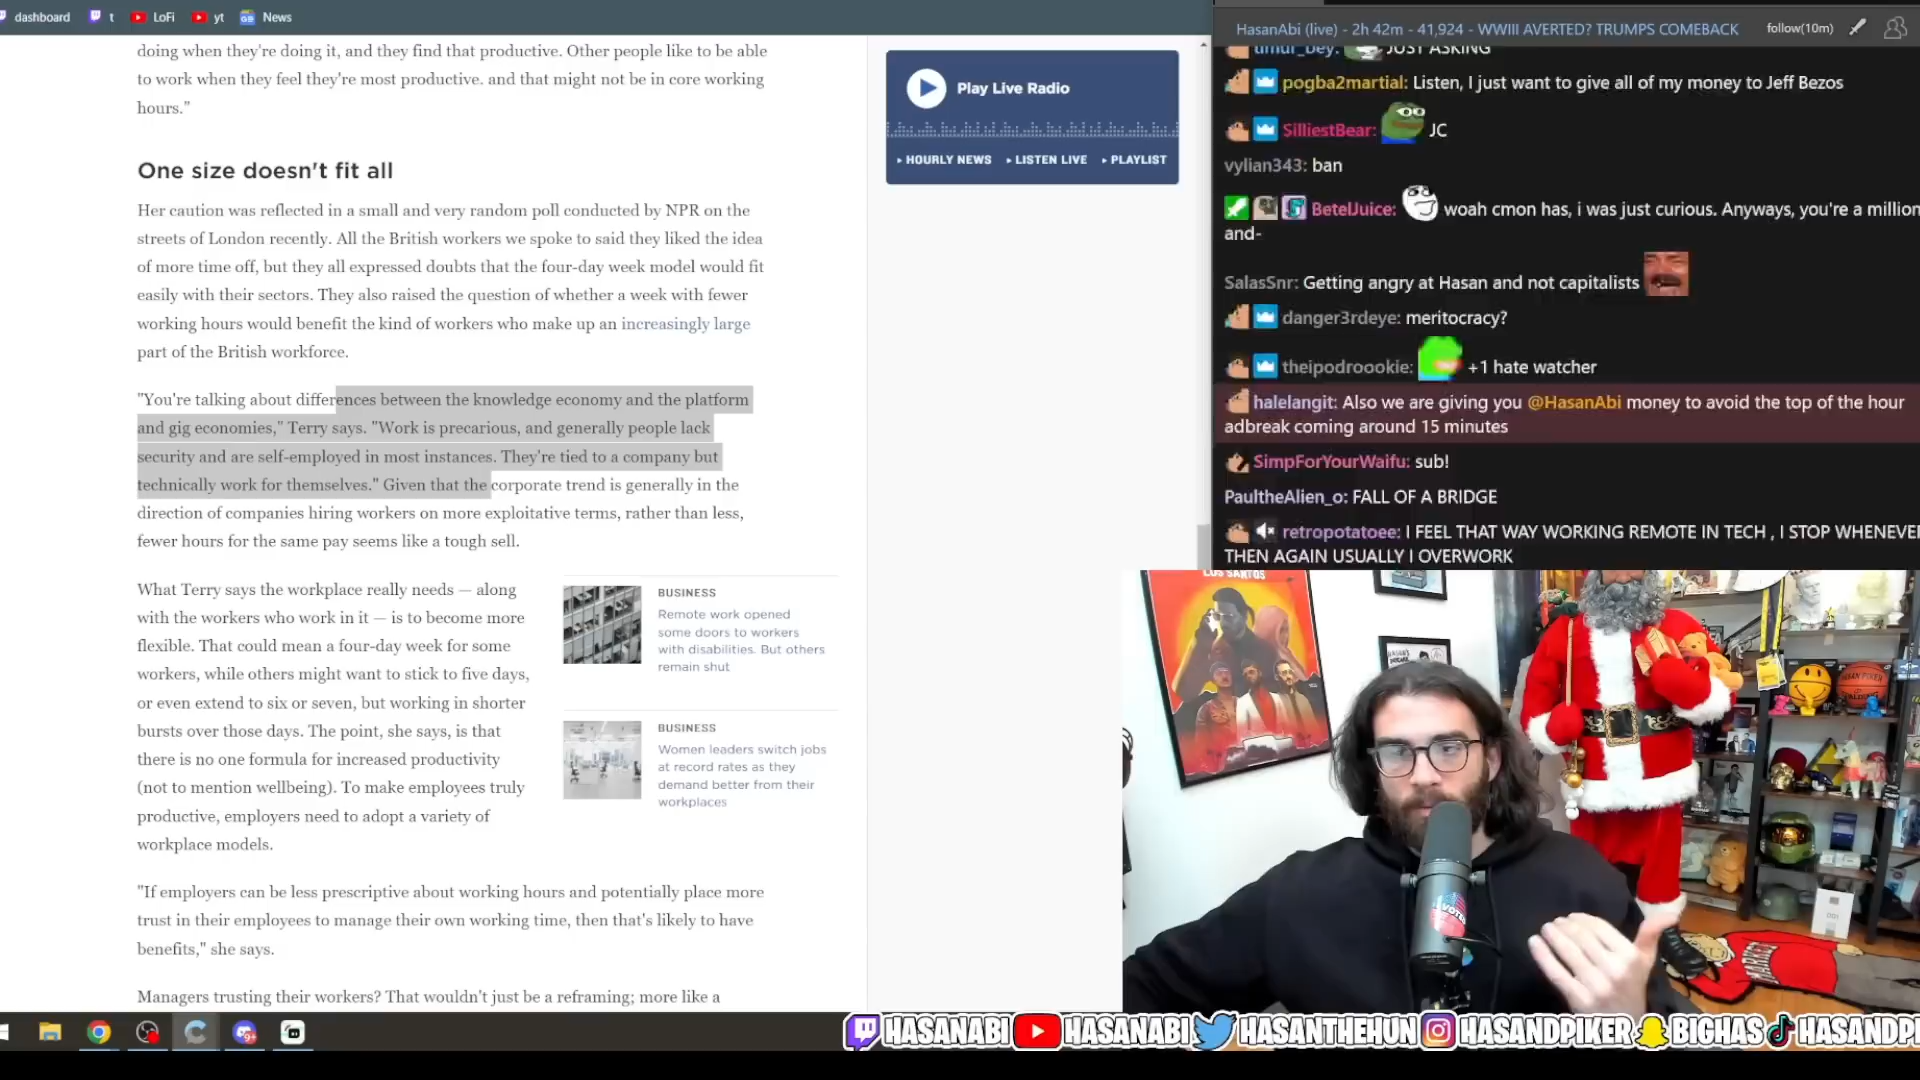 dashboard t LoFi yt News
doing when they're doing it, and they find that productive. Other people like to be able
to work when they feel they're most productive. and that might not be in core working
hours."
One size doesn't fit all
Her caution was reflected in a small and very random poll conducted by NPR on the
streets of London recently. All the British workers we spoke to said they liked the idea
of more time off, but they all expressed doubts that the four-day week model would fit
easily with their sectors. They also raised the question of whether a week with fewer
working hours would benefit the kind of workers who make up an increasingly large
part of the British workforce.
"You're talking about differences between the knowledge economy and the platform
and gig economies," Terry says. "Work is precarious, and generally people lack
security and are self-employed in most instances. They're tied to a company but
technically work for themselves." Given that the corporate trend is generally in the
direction of companies hiring workers on more exploitative terms, rather than less,
fewer hours for the same pay seems like a tough sell.
What Terry says the workplace really needs — along
with the workers who work in it — is to become more
flexible. That could mean a four-day week for some
workers, while others might want to stick to five days,
or even extend to six or seven, but working in shorter
bursts over those days. The point, she says, is that
there is no one formula for increased productivity
(not to mention wellbeing). To make employees truly
productive, employers need to adopt a variety of
workplace models.
BUSINESS
Remote work opened
some doors to workers
with disabilities. But others
remain shut
BUSINESS
Women leaders switch jobs
at record rates as they
demand better from their
workplaces
"If employers can be less prescriptive about working hours and potentially place more
trust in their employees to manage their own working time, then that's likely to have
benefits," she says.
Managers trusting their workers? That wouldn't just be a reframing; more like a
Play Live Radio
HOURLY NEWS LISTEN LIVE PLAYLIST
HasanAbi (live) - 2h 42m - 41,924 - WWIII AVERTED? TRUMPS COMEBACK follow(10m)
umur_bey: JUST ASKING
pogba2martial: Listen, I just want to give all of my money to Jeff Bezos
SilliestBear: JC
vylian343: ban
BetelJuice: woah cmon has, i was just curious. Anyways, you're a million
and-
SalasSnr: Getting angry at Hasan and not capitalists
danger3rdeye: meritocracy?
theipodroookie: +1 hate watcher
halelangit: Also we are giving you @HasanAbi money to avoid the top of the hour
adbreak coming around 15 minutes
SimpForYourWaifu: sub!
PaultheAlien_o: FALL OF A BRIDGE
retropotatoee: I FEEL THAT WAY WORKING REMOTE IN TECH , I STOP WHENEVER
THEN AGAIN USUALLY I OVERWORK
LOS SANTOS
VOTED
HASANABI HASANABI HASANTHEHUN HASANDPIKER BIGHAS HASANDPI